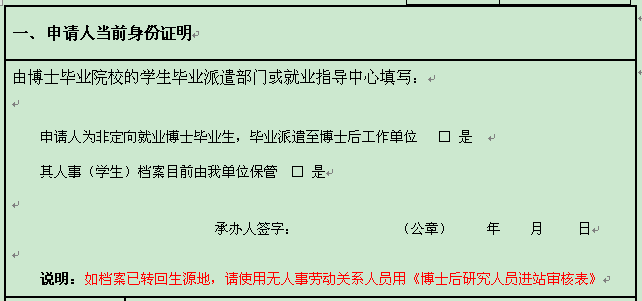 一、申请人当前身份证明
由博士毕业院校的学生毕业派遣部门或就业指导中心填写：
申请人为非定向就业博士毕业生，毕业派遣至博士后工作单位 □ 是
其人事（学生）档案目前由我单位保管 □ 是
承办人签字： （公章） 年 月 日
说明：如档案已转回生源地，请使用无人事劳动关系人员用《博士后研究人员进站审核表》